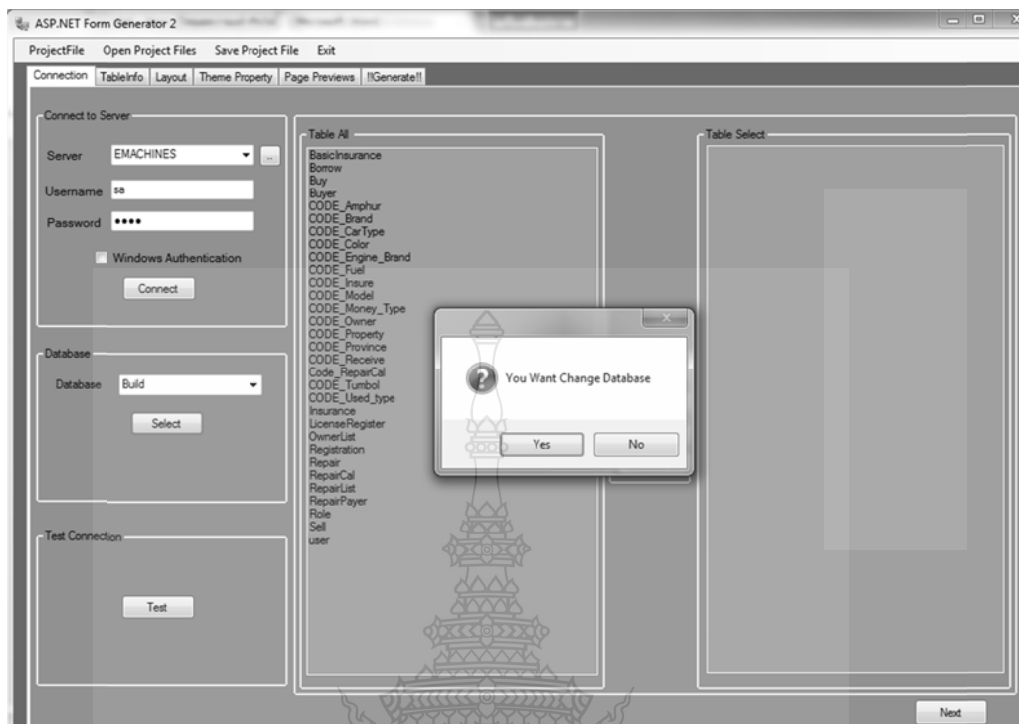 ASP.NET Form Generator 2
ProjectFile Open Project Files Save Project File Exit
Connection TableInfo Layout Theme Property Page Previews !!Generate!!
Connect to Server
Server EMACHINES ...
Username sa
Password ••••
Windows Authentication
Connect
Database
Database Build
Select
Test Connection
Test
Table All
BasicInsurance
Borrow
Buy
Buyer
CODE_Amphur
CODE_Brand
CODE_CarType
CODE_Color
CODE_Engine_Brand
CODE_Fuel
CODE_Insure
CODE_Model
CODE_Money_Type
CODE_Owner
CODE_Property
CODE_Province
CODE_Receive
Code_RepairCal
CODE_Tumbol
CODE_Used_type
Insurance
LicenseRegister
OwnerList
Registration
Repair
RepairCal
RepairList
RepairPayer
Role
Sell
user
You Want Change Database
Yes No
Table Select
Next